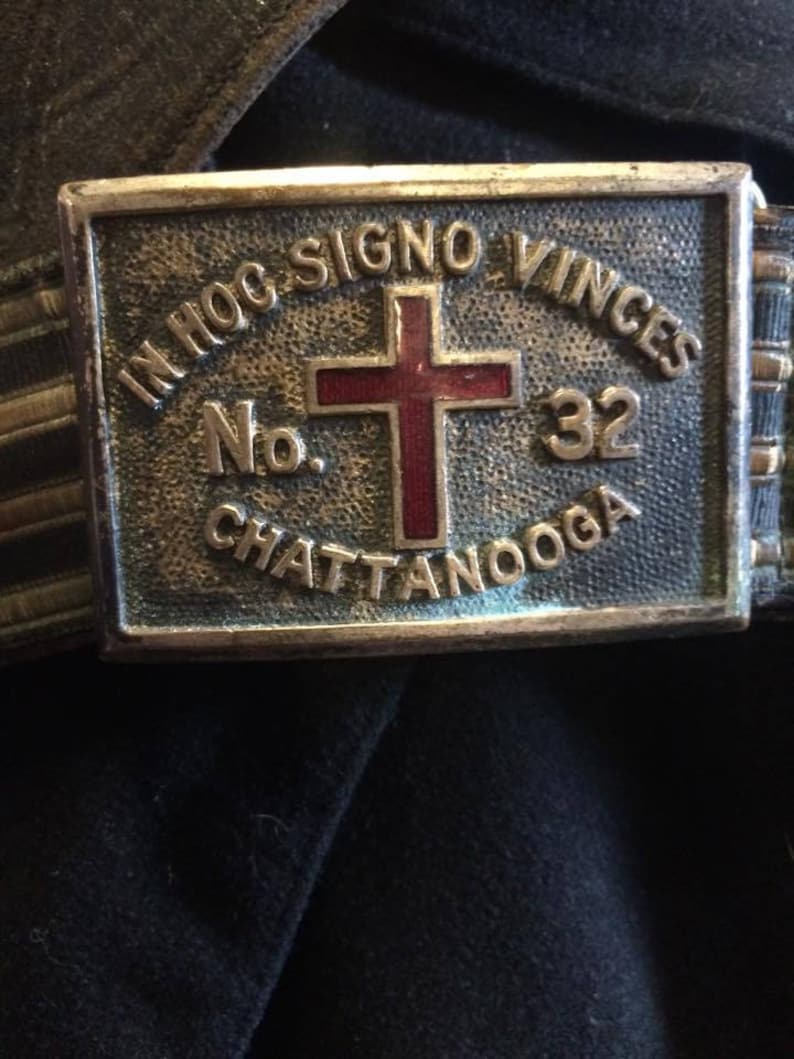 IN HOC SIGNO VINCES
No. 32
CHATTANOOGA